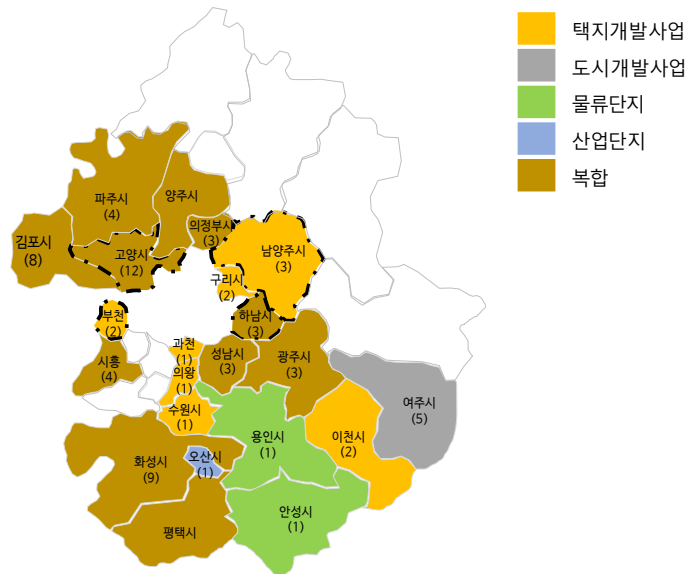 택지개발사업
도시개발사업
물류단지
산업단지
복합
파주시
(4)
양주시
의정부시
(3)
김포시
(8)
고양시
(12)
남양주시
(3)
구리시
(2)
부천
(2)
하남시
(3)
시흥
(4)
과천
(1)
의왕
(1)
성남시
(3)
광주시
(3)
수원시
(1)
용인시
(1)
이천시
(2)
여주시
(5)
화성시
(9)
오산시
(1)
안성시
(1)
평택시